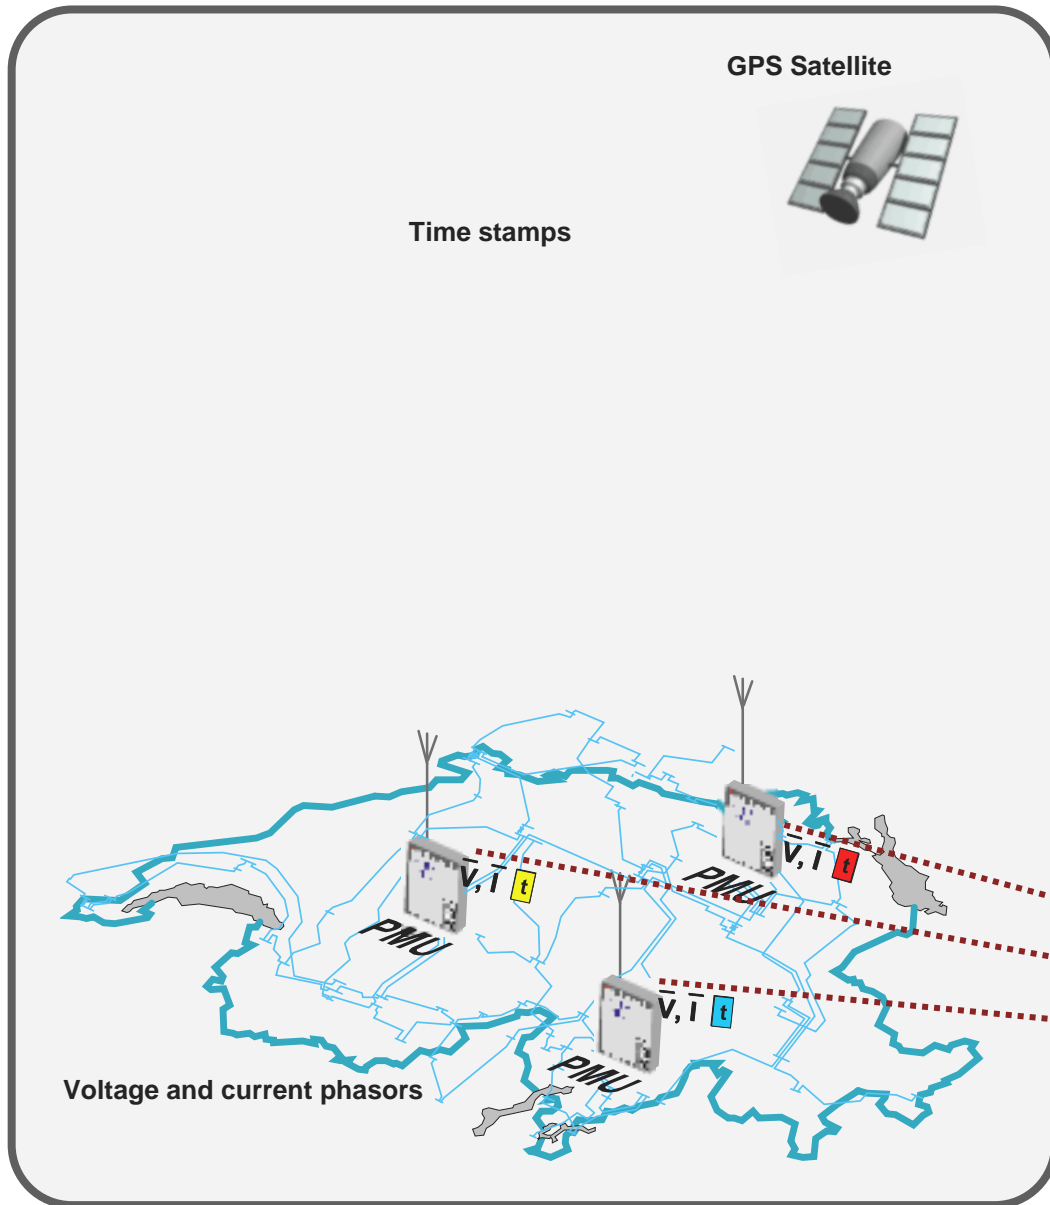 GPS Satellite
Time stamps
v, i t
PMU
v, i t
PMU
v, i t
PMU
Voltage and current phasors